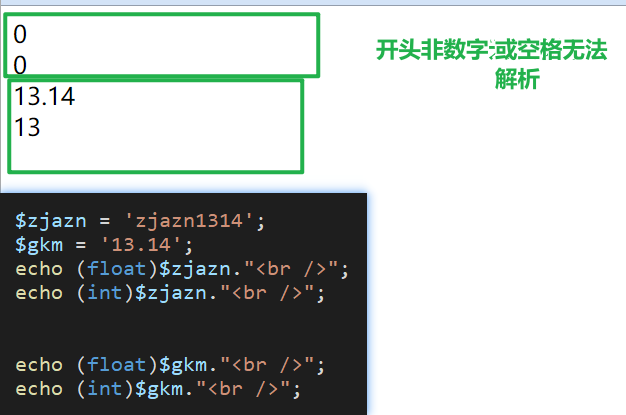 0
0
13.14
13
开头非数字或空格无法
解析
$zjazn = 'zjazn1314';
$gkm = '13.14';
echo (float)$zjazn."<br />";
echo (int)$zjazn."<br />";
echo (float)$gkm."<br />";
echo (int)$gkm."<br />";